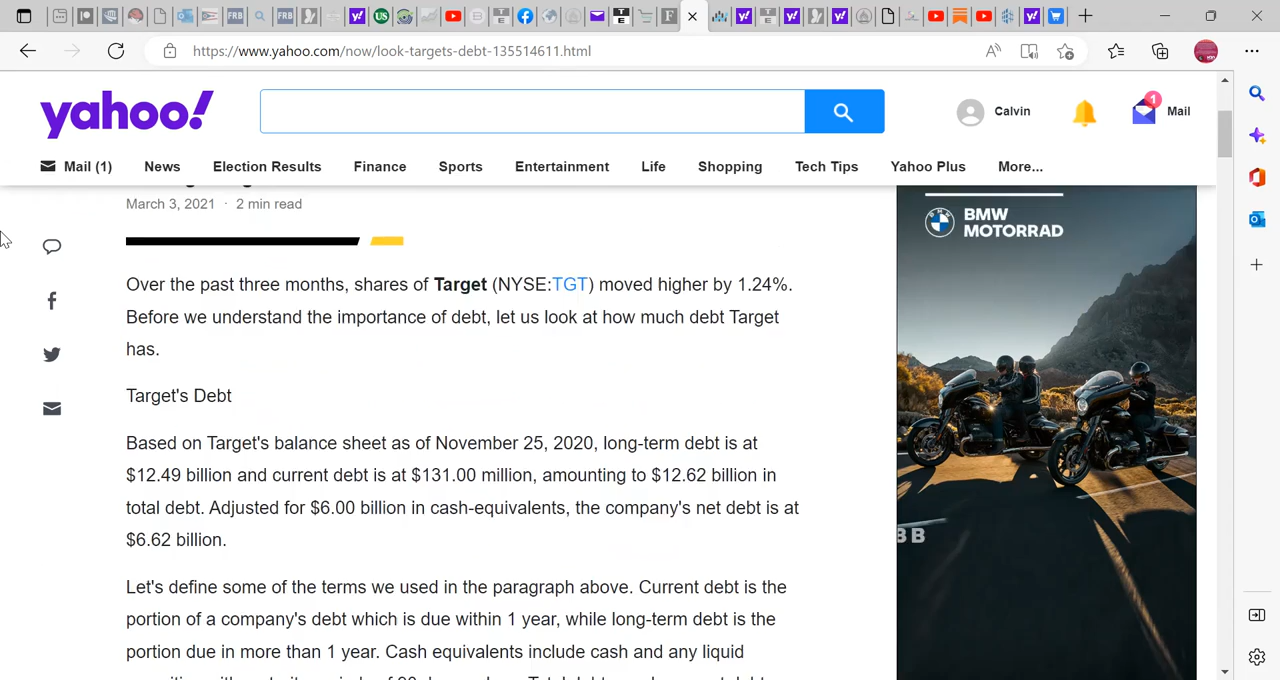 https://www.yahoo.com/now/look-targets-debt-135514611.html
yahoo!
Calvin
1
Mail
Mail (1) News Election Results Finance Sports Entertainment Life Shopping Tech Tips Yahoo Plus More...
March 3, 2021 · 2 min read
Over the past three months, shares of Target (NYSE:TGT) moved higher by 1.24%.
Before we understand the importance of debt, let us look at how much debt Target
has.
Target's Debt
Based on Target's balance sheet as of November 25, 2020, long-term debt is at
$12.49 billion and current debt is at $131.00 million, amounting to $12.62 billion in
total debt. Adjusted for $6.00 billion in cash-equivalents, the company's net debt is at
$6.62 billion.
Let's define some of the terms we used in the paragraph above. Current debt is the
portion of a company's debt which is due within 1 year, while long-term debt is the
portion due in more than 1 year. Cash equivalents include cash and any liquid
BMW
MOTORRAD
BB